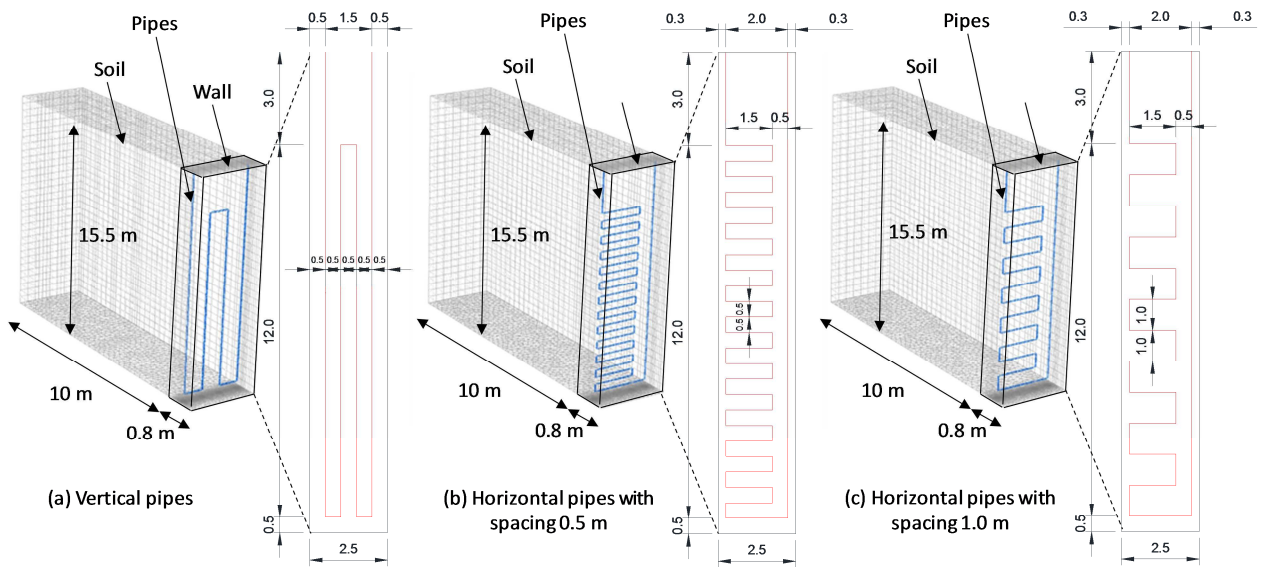 0.5 1.5 0.5
Pipes
Soil
Wall
3.0
15.5 m
0.5 0.5 0.5 0.5 0.5
12.0
10 m
0.8 m
(a) Vertical pipes
0.5
2.5
0.3 2.0 0.3
Pipes
Soil
3.0
1.5 0.5
15.5 m
0.5
0.5
12.0
10 m
0.8 m
(b) Horizontal pipes with
spacing 0.5 m
0.5
2.5
0.3 2.0 0.3
Pipes
Soil
3.0
1.5 0.5
15.5 m
1.0
1.0
12.0
10 m
0.8 m
(c) Horizontal pipes with
spacing 1.0 m
0.5
2.5